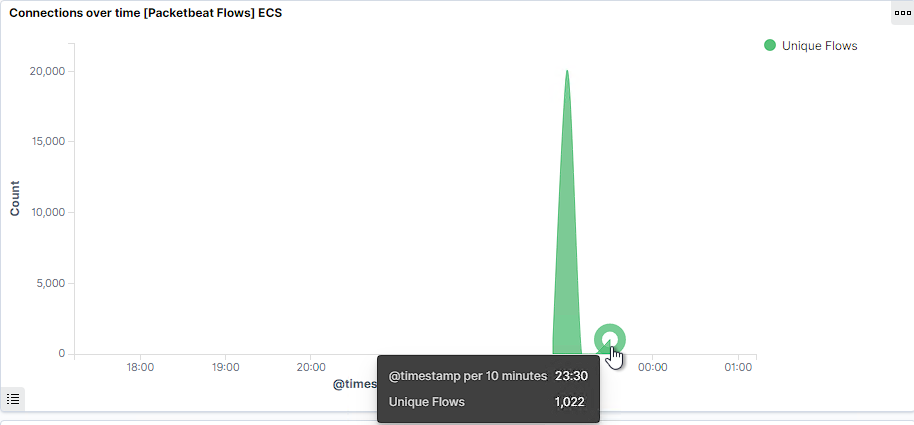 Connections over time [Packetbeat Flows] ECS
Unique Flows
20,000
15,000
10,000
5,000
0
Count
18:00 19:00 20:00 00:00 01:00
@times
@timestamp per 10 minutes 23:30
Unique Flows 1,022